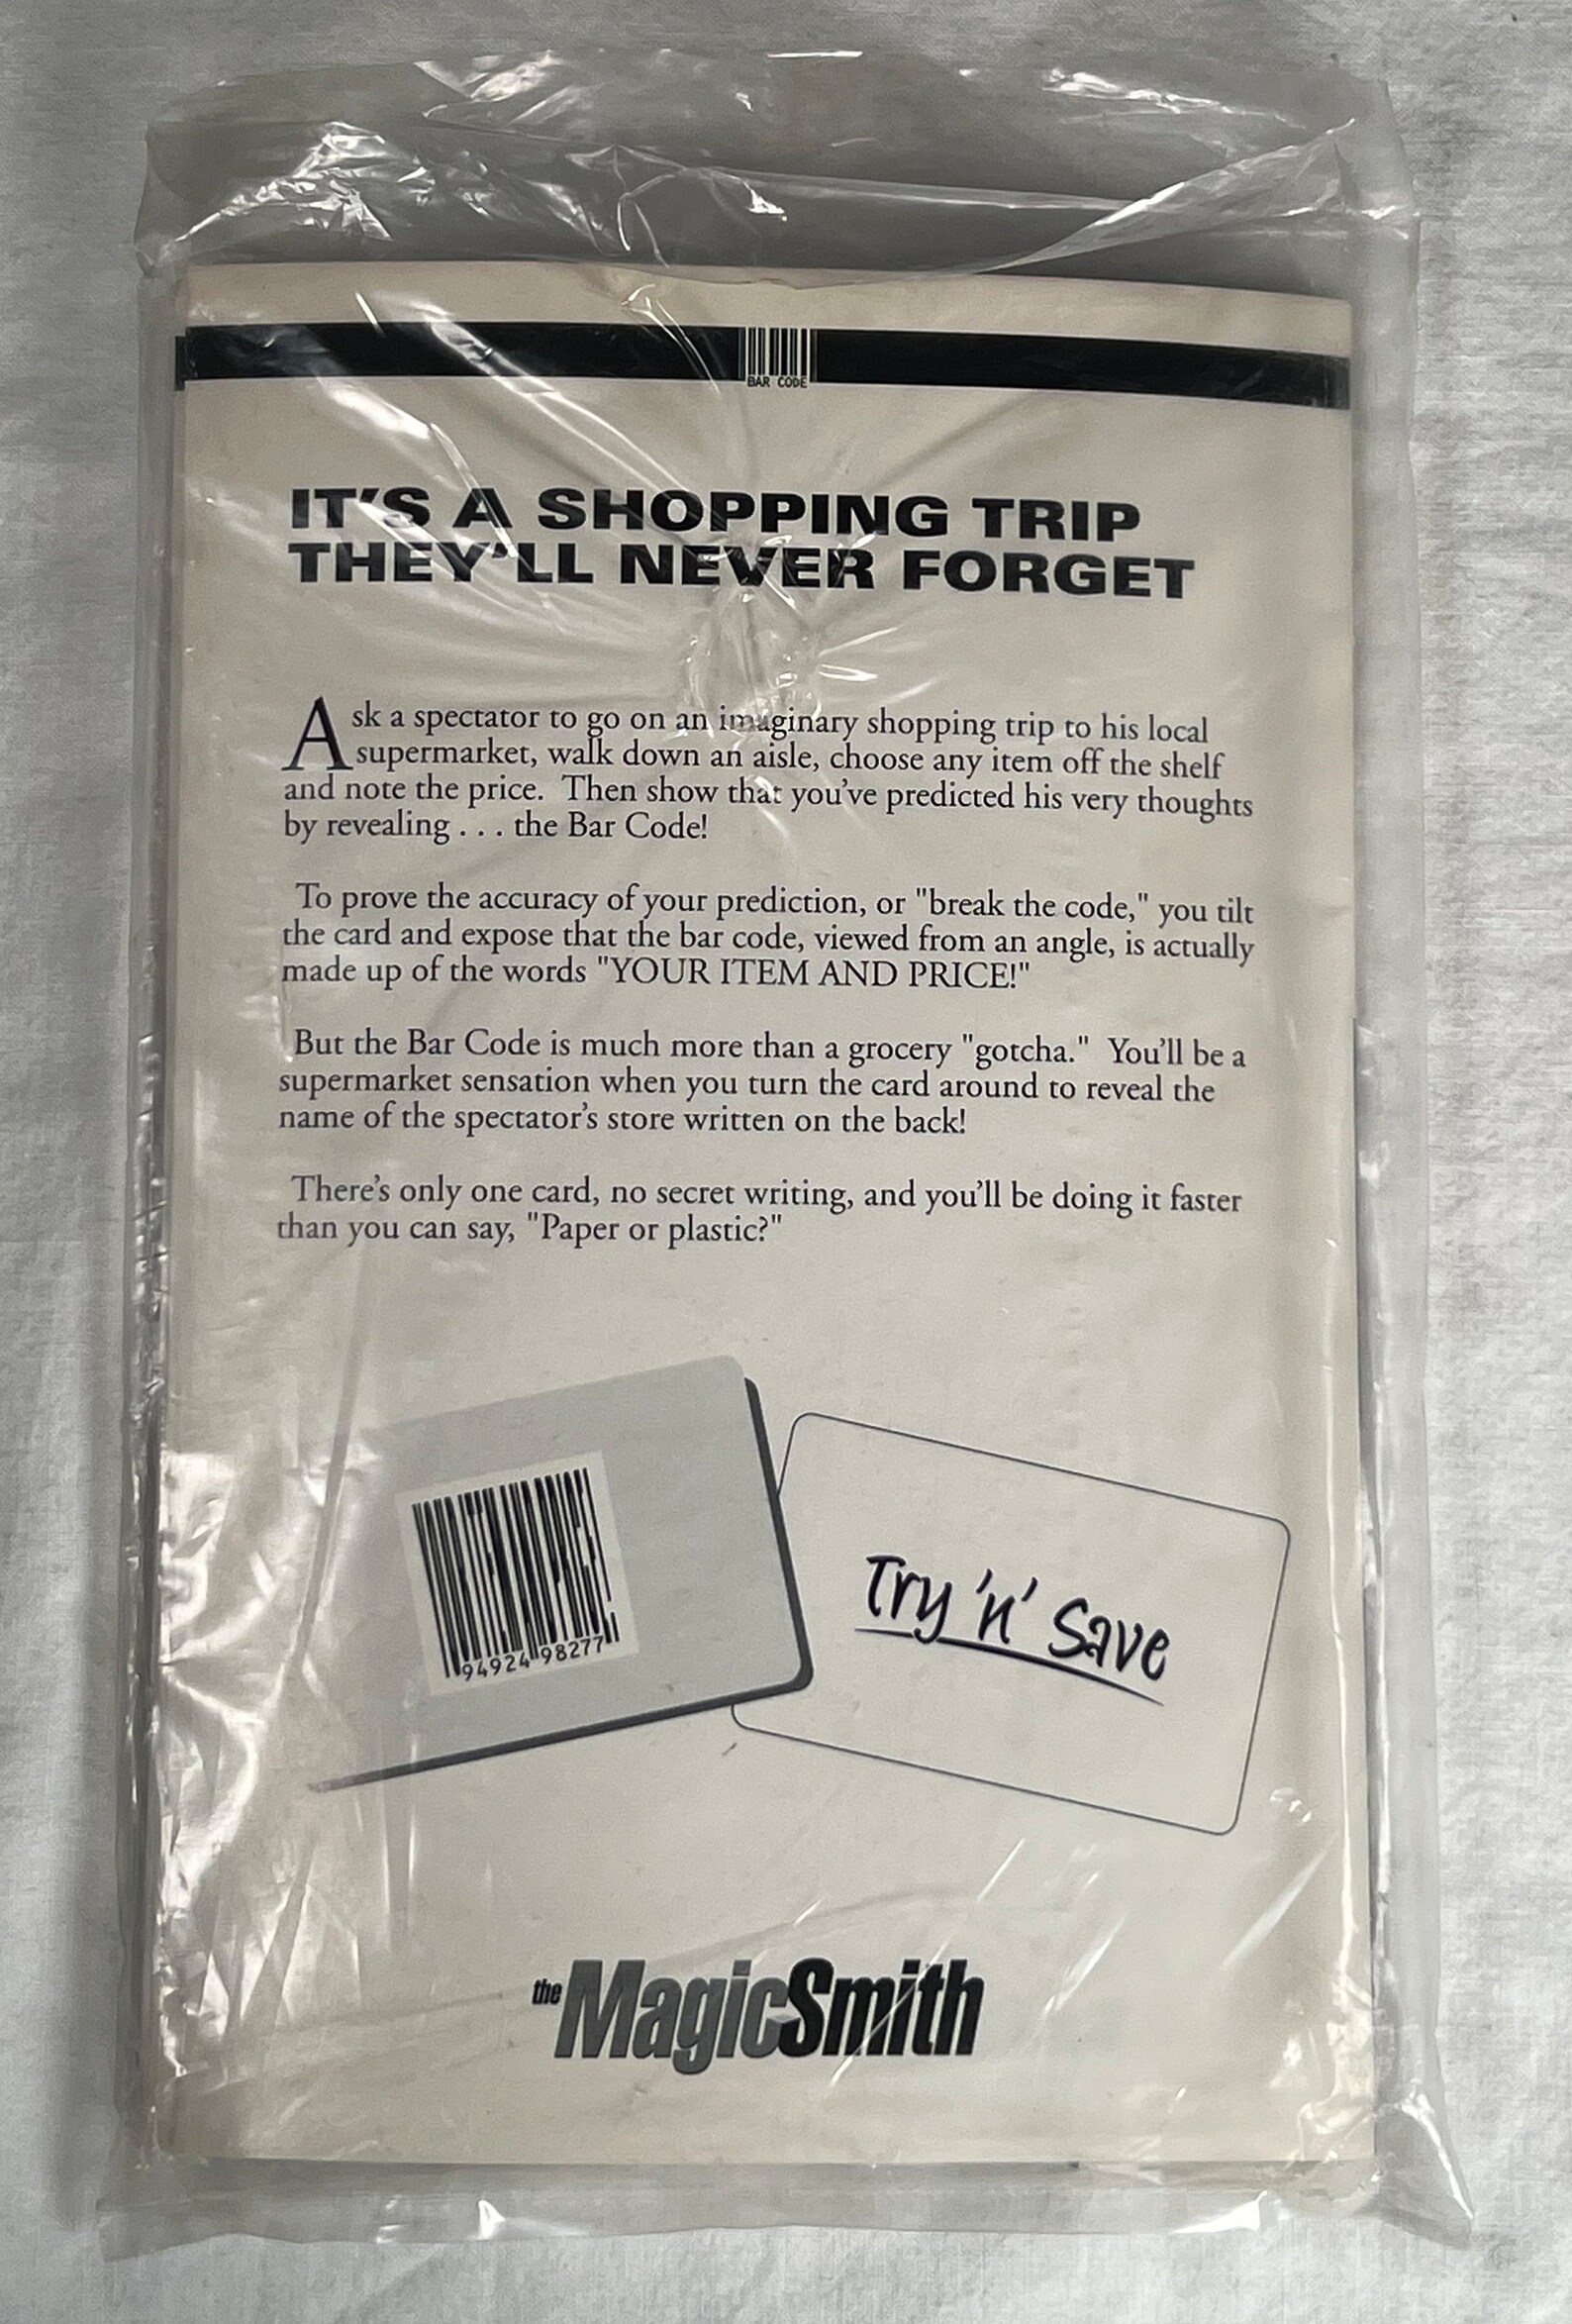 BAR CODE
IT'S A SHOPPING TRIP
THEY'LL NEVER FORGET
Ask a spectator to go on an imaginary shopping trip to his local
supermarket, walk down an aisle, choose any item off the shelf
and note the price. Then show that you've predicted his very thoughts
by revealing . . . the Bar Code!
To prove the accuracy of your prediction, or "break the code," you tilt
the card and expose that the bar code, viewed from an angle, is actually
made up of the words "YOUR ITEM AND PRICE!"
But the Bar Code is much more than a grocery "gotcha." You'll be a
supermarket sensation when you turn the card around to reveal the
name of the spectator's store written on the back!
There's only one card, no secret writing, and you'll be doing it faster
than you can say, "Paper or plastic?"
YOUR ITEM AND PRICE!
94924 98277
Try 'n' Save
the MagicSmith